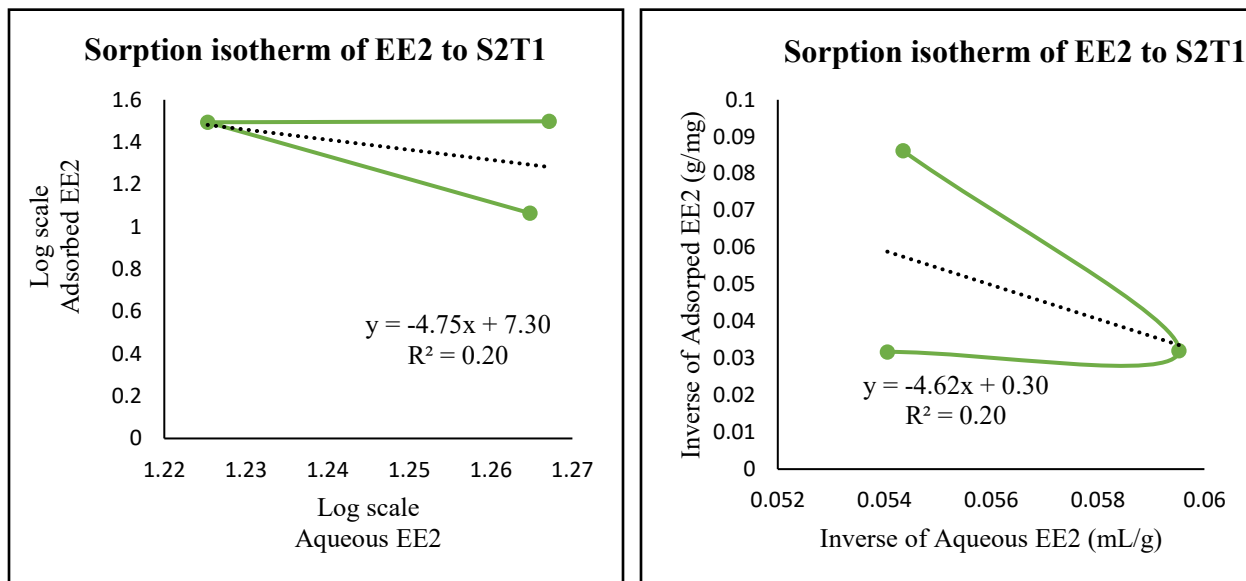 Sorption isotherm of EE2 to S2T1
1.6
1.4
1.2
1
0.8
0.6
0.4
0.2
0
Log scale
Adsorbed EE2
y = -4.75x + 7.30
R² = 0.20
1.22
1.23
1.24
1.25
1.26
1.27
Log scale
Aqueous EE2
Sorption isotherm of EE2 to S2T1
0.1
0.09
0.08
0.07
0.06
0.05
0.04
0.03
0.02
0.01
0
Inverse of Adsorped EE2 (g/mg)
y = -4.62x + 0.30
R² = 0.20
0.052
0.054
0.056
0.058
0.06
Inverse of Aqueous EE2 (mL/g)